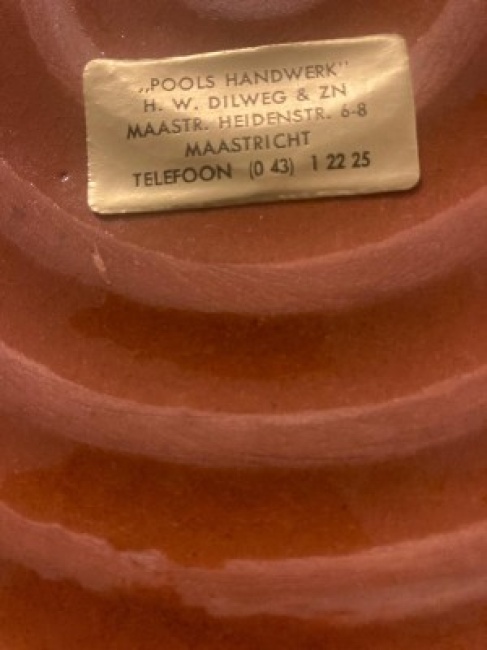 „POOLS HANDWERK"
H. W. DILWEG & ZN
MAASTR. HEIDENSTR. 6-8
MAASTRICHT
TELEFOON (0 43) 1 22 25